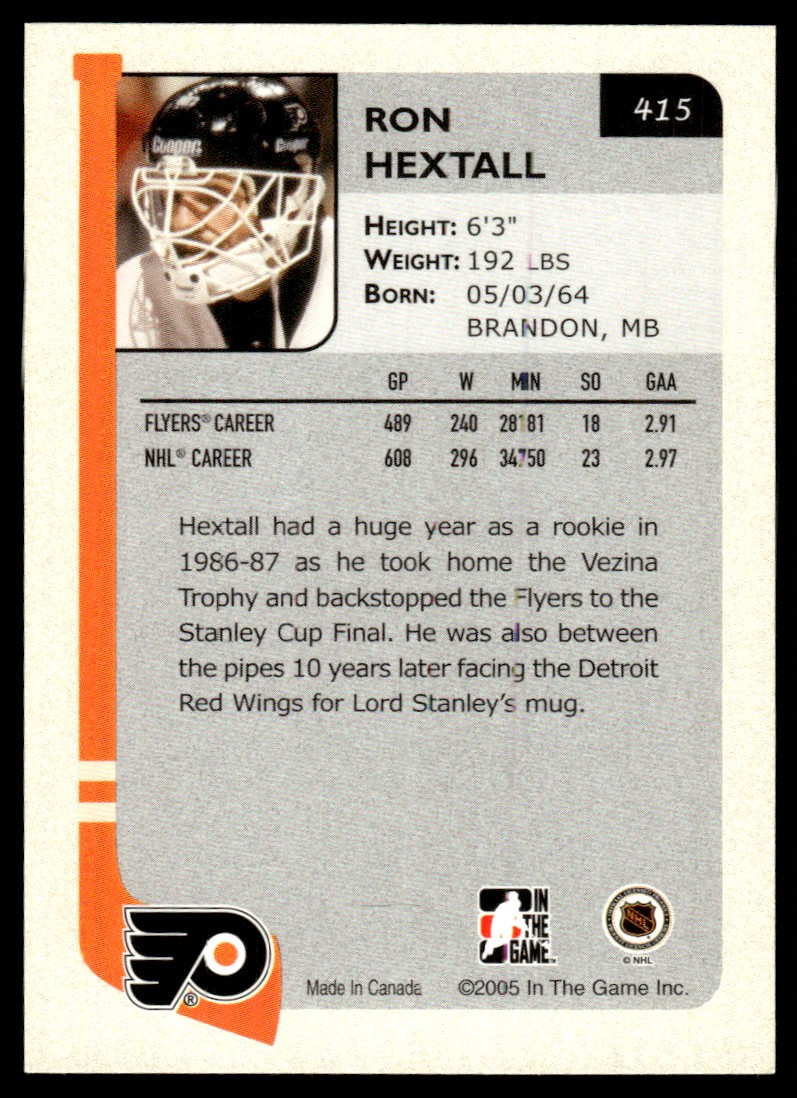 415
RON
HEXTALL
Cooper
Cooper
HEIGHT: 6'3"
WEIGHT: 192 LBS
BORN: 05/03/64
BRANDON, MB
GP W MIN SO GAA
FLYERS® CAREER 489 240 28181 18 2.91
NHL® CAREER 608 296 34750 23 2.97
Hextall had a huge year as a rookie in
1986-87 as he took home the Vezina
Trophy and backstopped the Flyers to the
Stanley Cup Final. He was also between
the pipes 10 years later facing the Detroit
Red Wings for Lord Stanley's mug.
IN
THE
GAME
NHL
© NHL
®
Made In Canada ©2005 In The Game Inc.